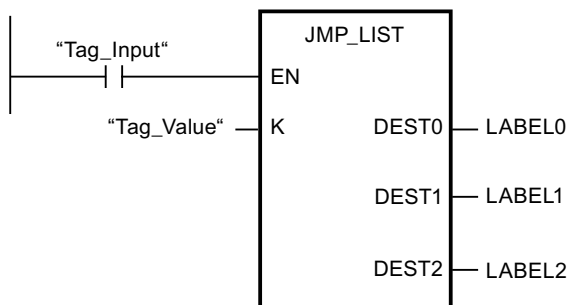 JMP_LIST
“Tag_Input“
EN
“Tag_Value“ K DEST0 LABEL0
DEST1 LABEL1
DEST2 LABEL2